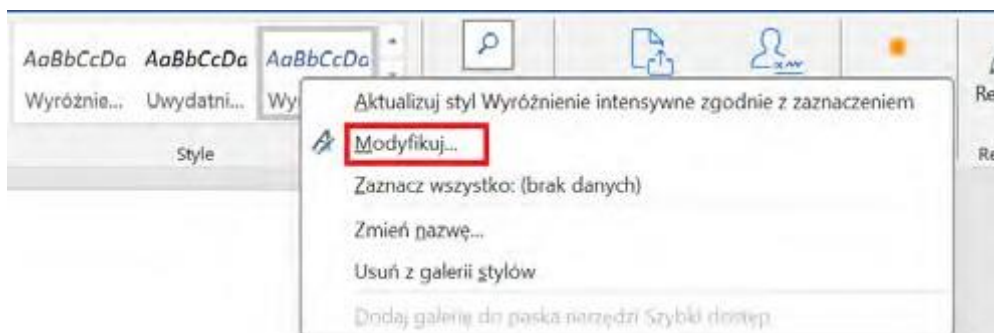 AaBbCcDa AaBbCcDa AaBbCcDa
Wyróżnie... Uwydatni... Wy
Re
Style
Re
Aktualizuj styl Wyróżnienie intensywne zgodnie z zaznaczeniem
Modyfikuj...
Zaznacz wszystko: (brak danych)
Zmień nazwę...
Usuń z galerii stylów
Dodaj galerię do paska narzędzi Szybki dostęp